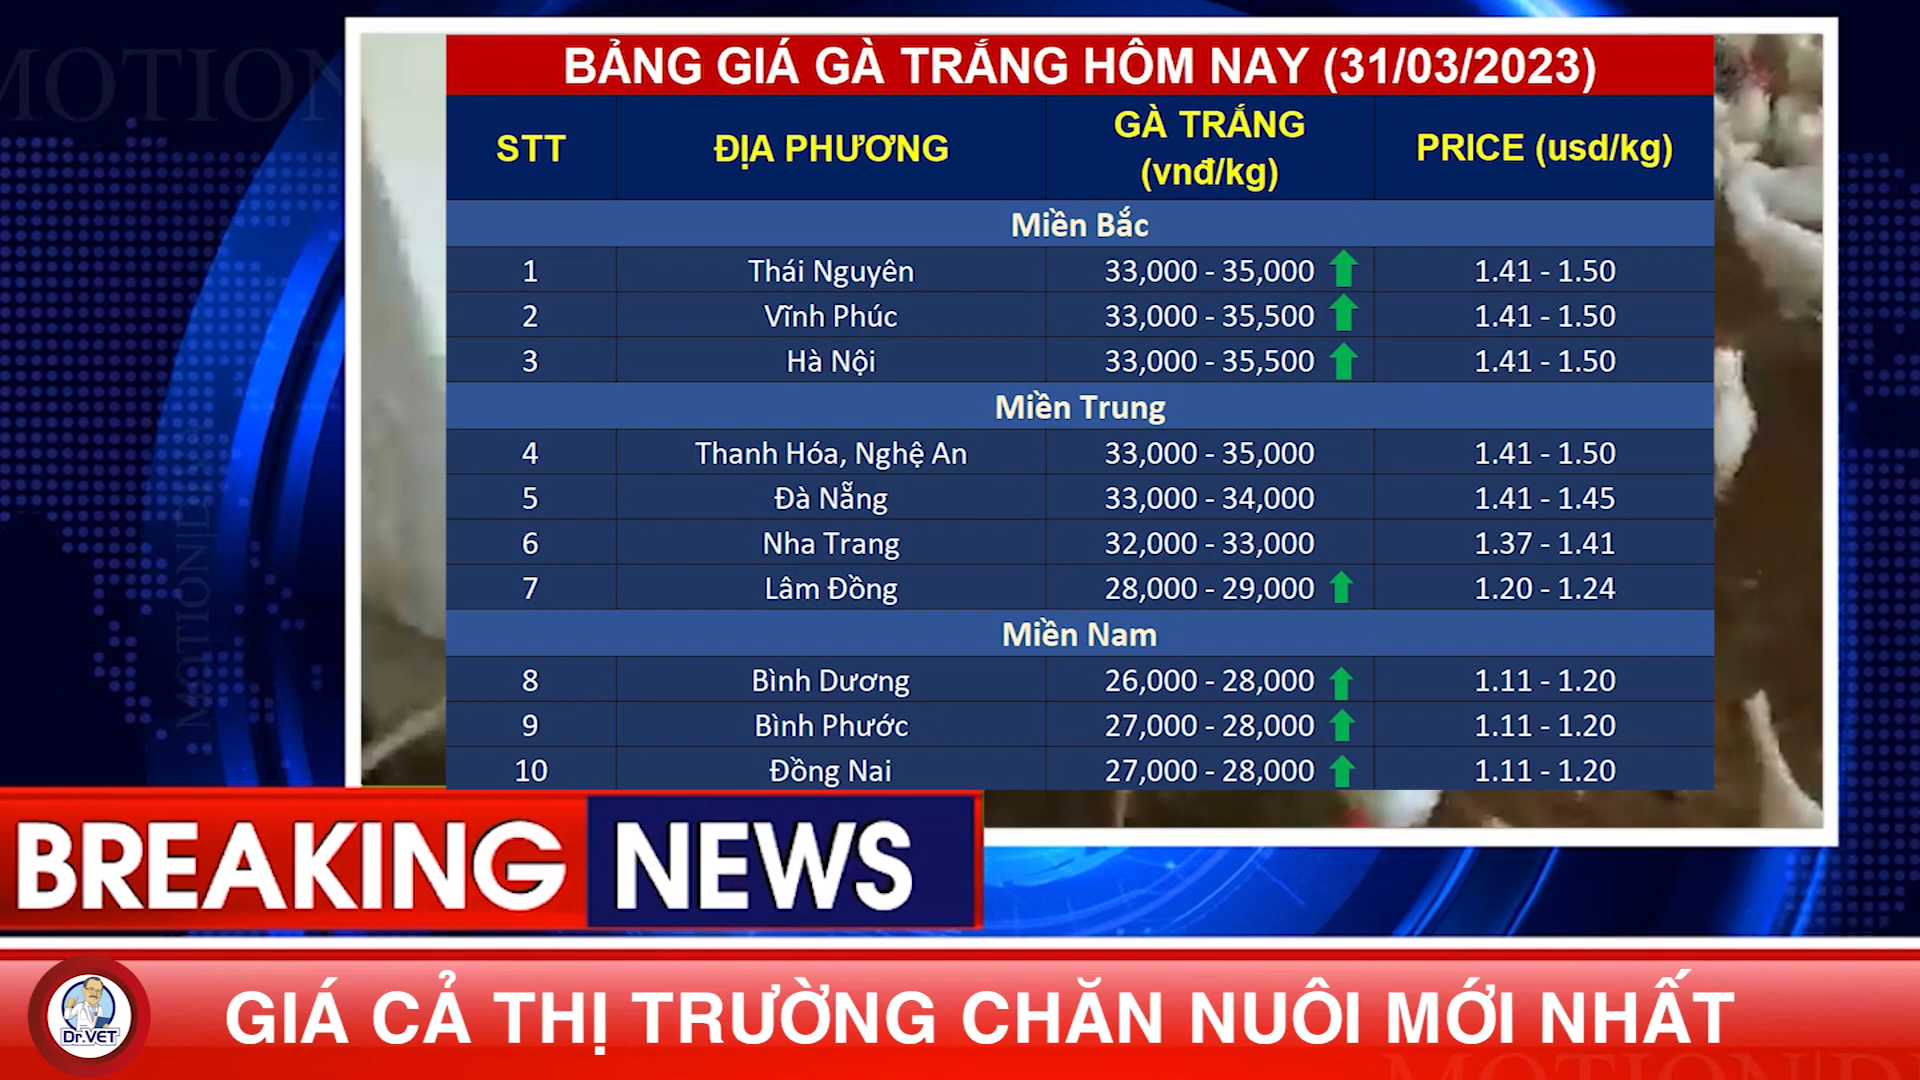 BẢNG GIÁ GÀ TRẮNG HÔM NAY (31/03/2023)
STT ĐỊA PHƯƠNG GÀ TRẮNG (vnđ/kg) PRICE (usd/kg)
Miền Bắc
1 Thái Nguyên 33,000 - 35,000 1.41 - 1.50
2 Vĩnh Phúc 33,000 - 35,500 1.41 - 1.50
3 Hà Nội 33,000 - 35,500 1.41 - 1.50
Miền Trung
4 Thanh Hóa, Nghệ An 33,000 - 35,000 1.41 - 1.50
5 Đà Nẵng 33,000 - 34,000 1.41 - 1.45
6 Nha Trang 32,000 - 33,000 1.37 - 1.41
7 Lâm Đồng 28,000 - 29,000 1.20 - 1.24
Miền Nam
8 Bình Dương 26,000 - 28,000 1.11 - 1.20
9 Bình Phước 27,000 - 28,000 1.11 - 1.20
10 Đồng Nai 27,000 - 28,000 1.11 - 1.20
BREAKING NEWS
Dr.VET
GIÁ CẢ THỊ TRƯỜNG CHĂN NUÔI MỚI NHẤT
MOTION